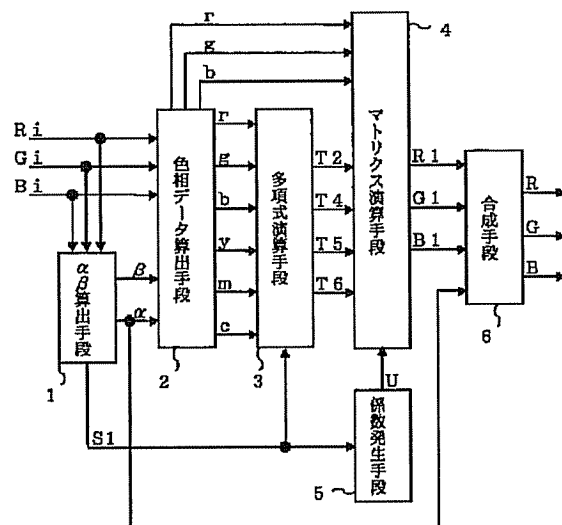 r
g
b
4
Ri
Gi
Bi
αβ算出手段
1
β
α
S1
色相データ算出手段
2
r
g
b
y
m
c
多項式演算手段
3
T2
T4
T5
T6
マトリクス演算手段
R1
G1
B1
合成手段
6
R
G
B
U
係数発生手段
5